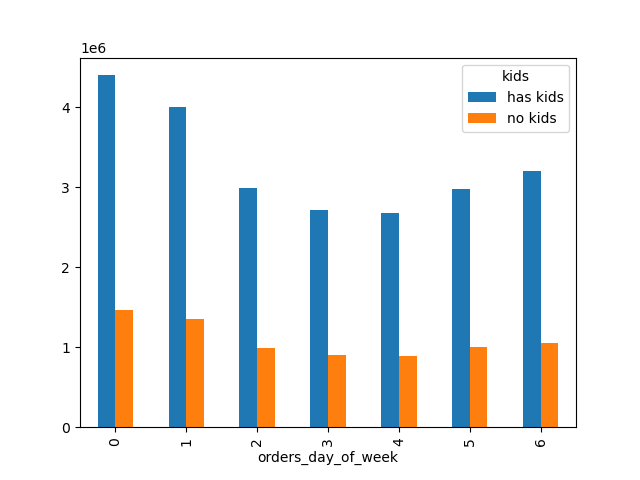 1e6
kids
has kids
no kids
4
3
2
1
0
0 1 2 3 4 5 6
orders_day_of_week